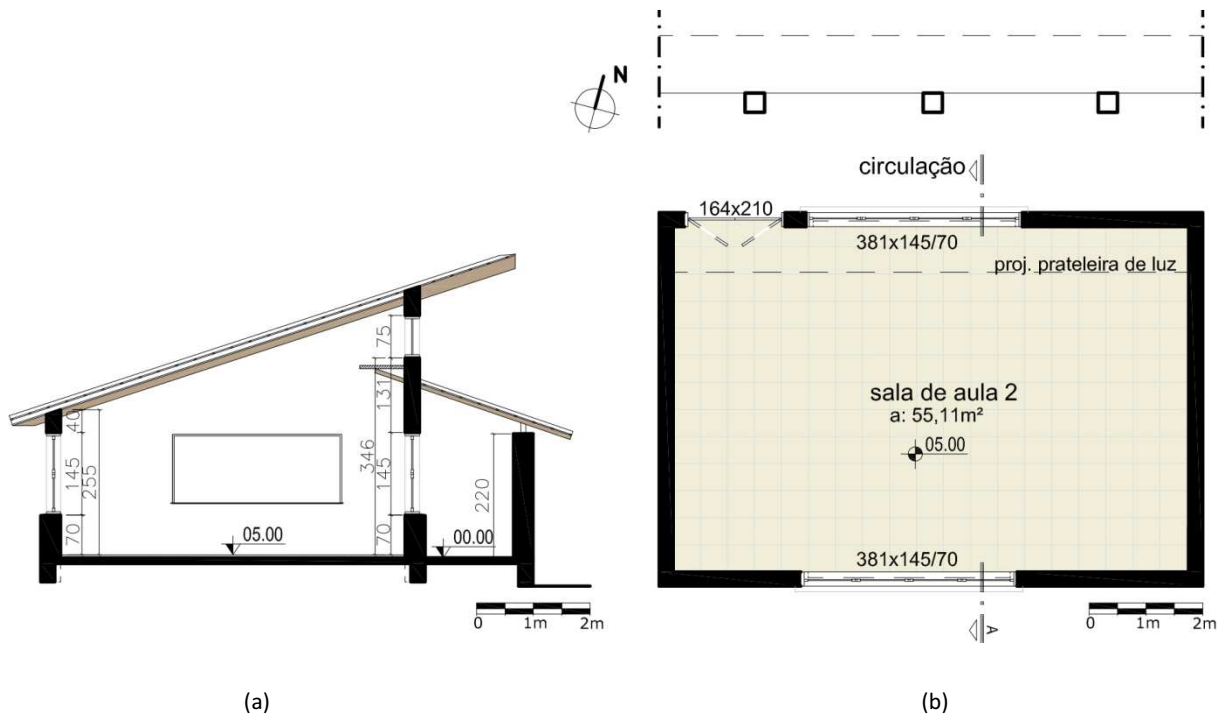 N
circulação
164x210
381x145/70
proj. prateleira de luz
sala de aula 2
a: 55,11m²
05.00
381x145/70
A
0 1m 2m
75
131
40
346
145
255
145
220
70
05.00
70
00.00
0 1m 2m
(a)
(b)